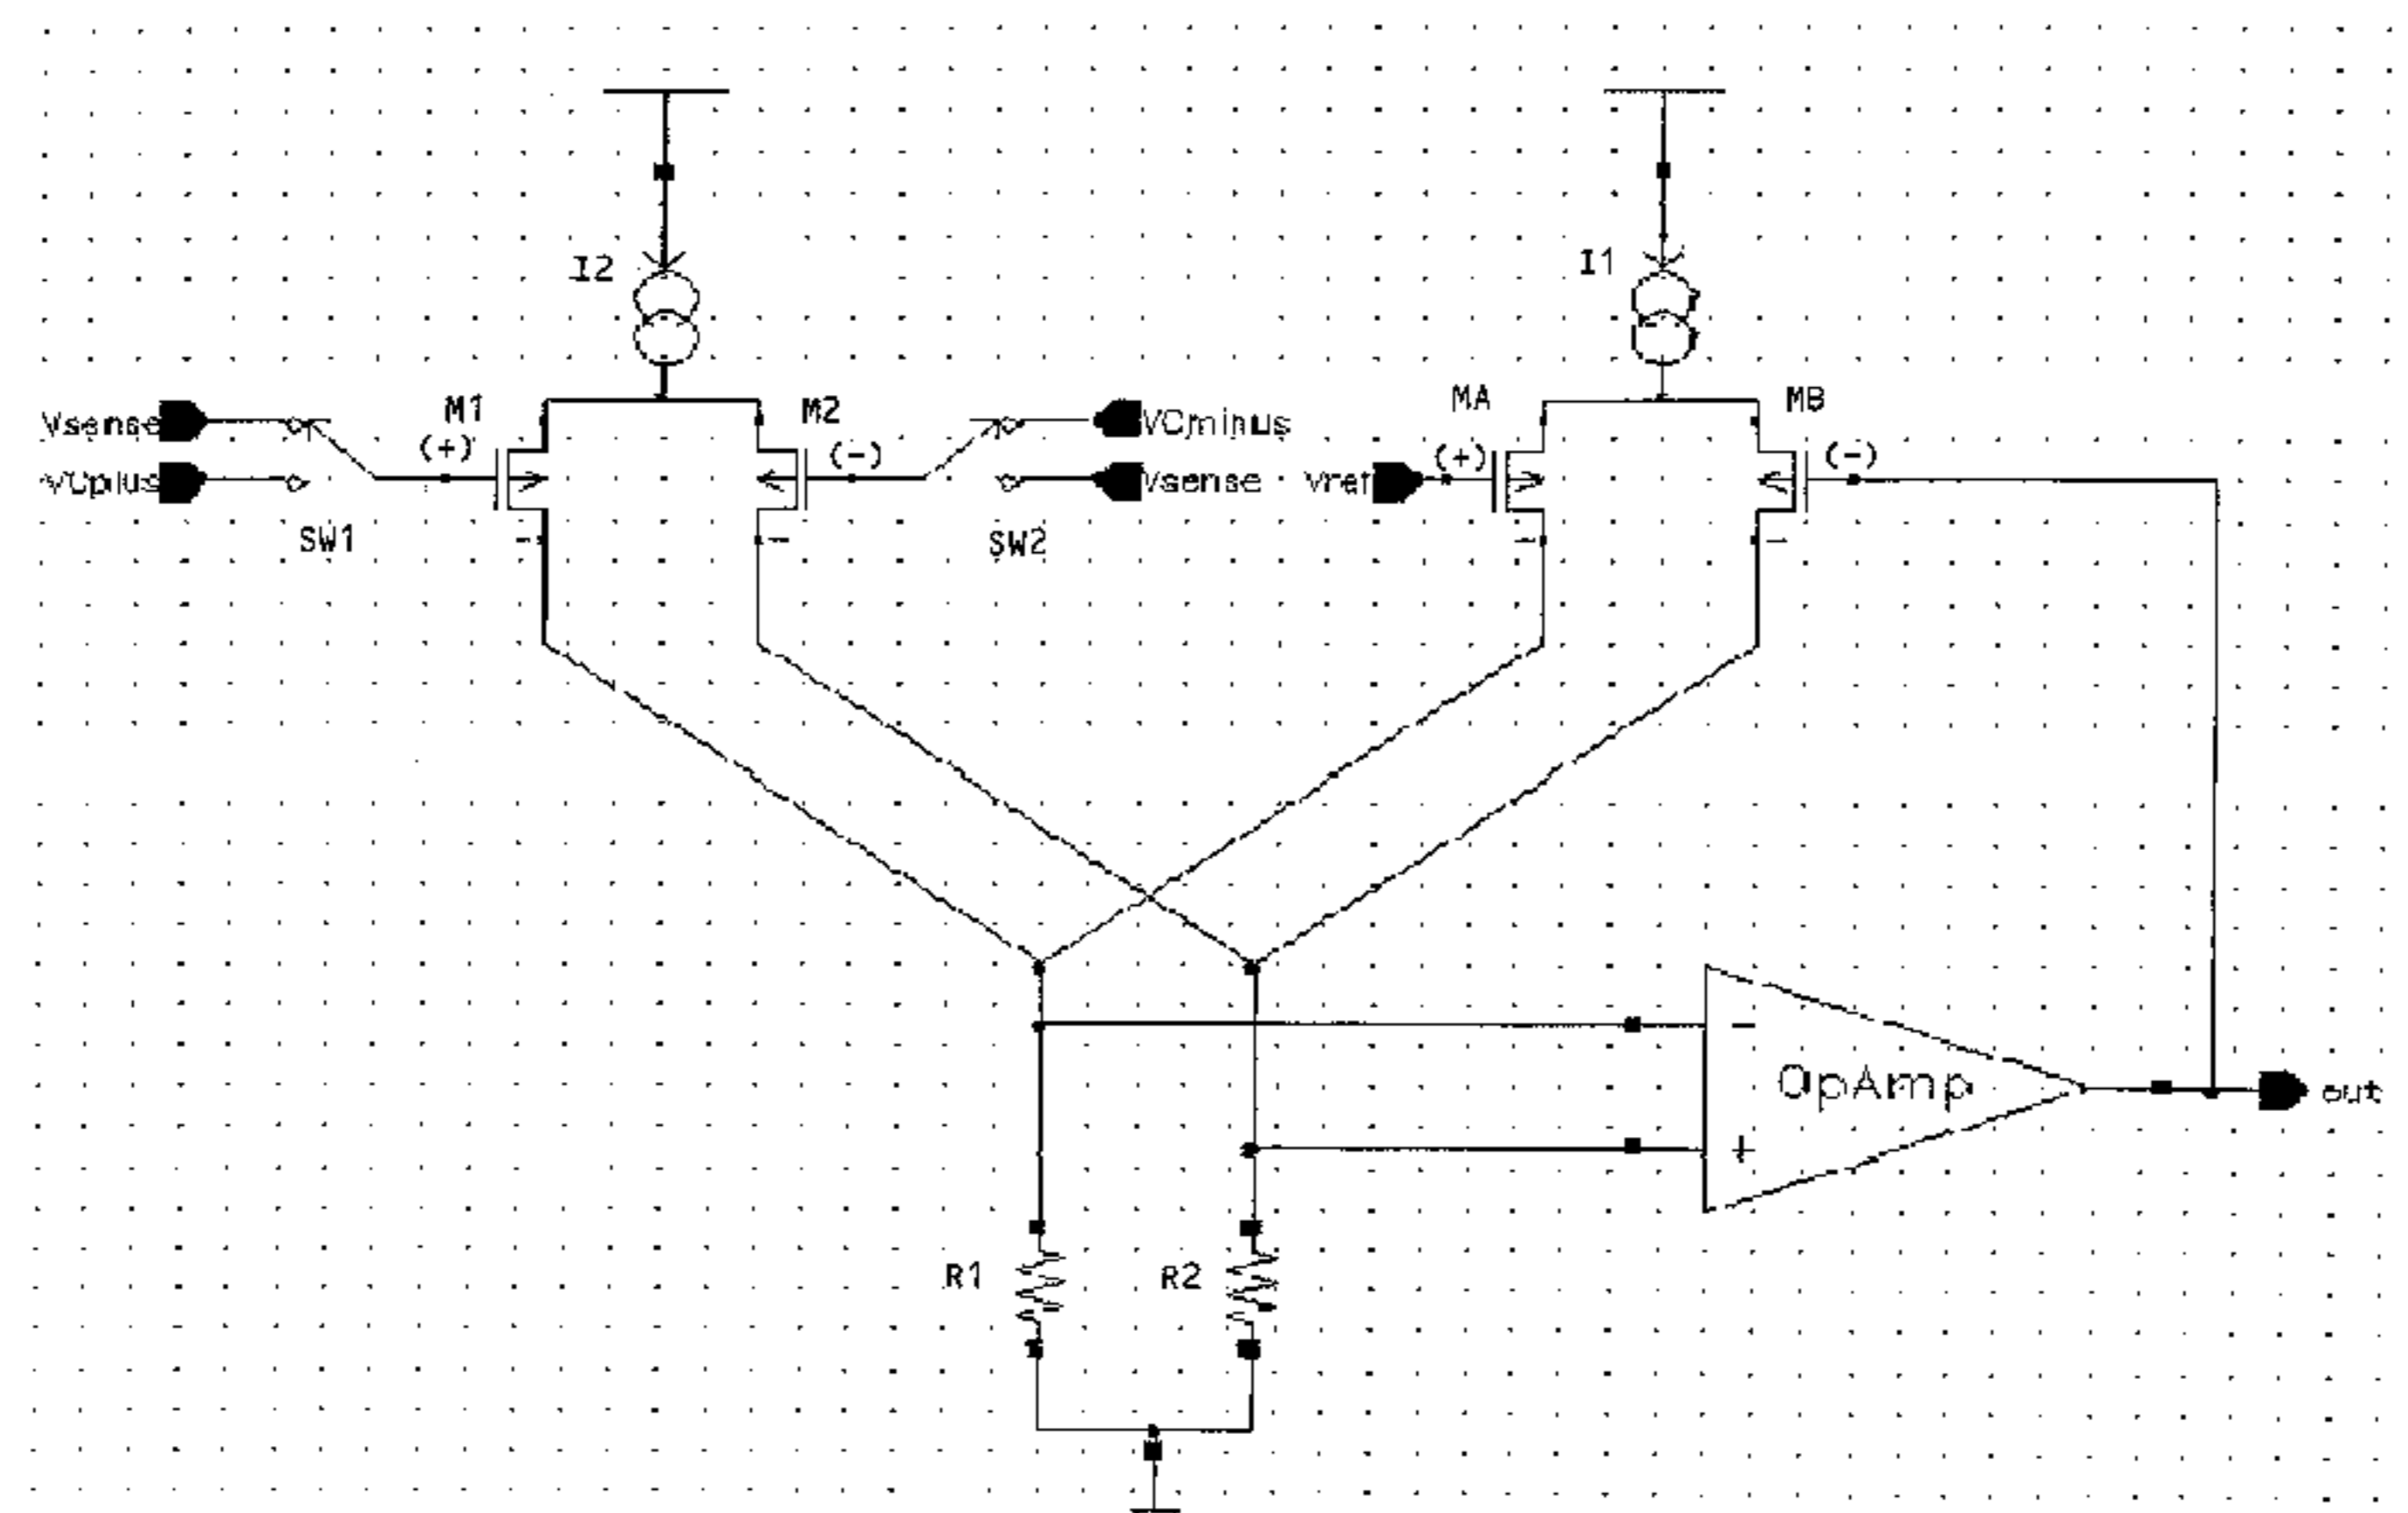 I2
I1
M1
M2
MA
MB
Vsense
(+)
(-)
VCminus
(+)
(-)
VCplus
Vsense
Vref
SW1
SW2
-
OpAmp
+
out
R1
R2